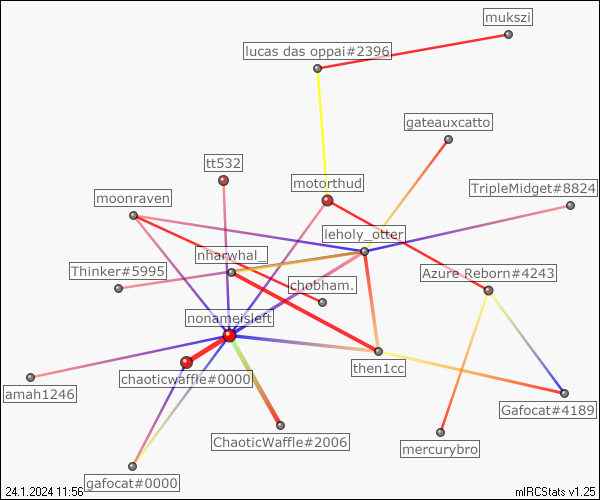 mukszi
lucas das oppai#2396
gateauxcatto
tt532
motorthud
TripleMidget#8824
moonraven
leholy_otter
nharwhal_
Thinker#5995
Azure Reborn#4243
chobham.
nonameisleft
then1cc
chaoticwaffle#0000
amah1246
Gafocat#4189
ChaoticWaffle#2006
mercurybro
gafocat#0000
24.1.2024 11:56
mIRCStats v1.25